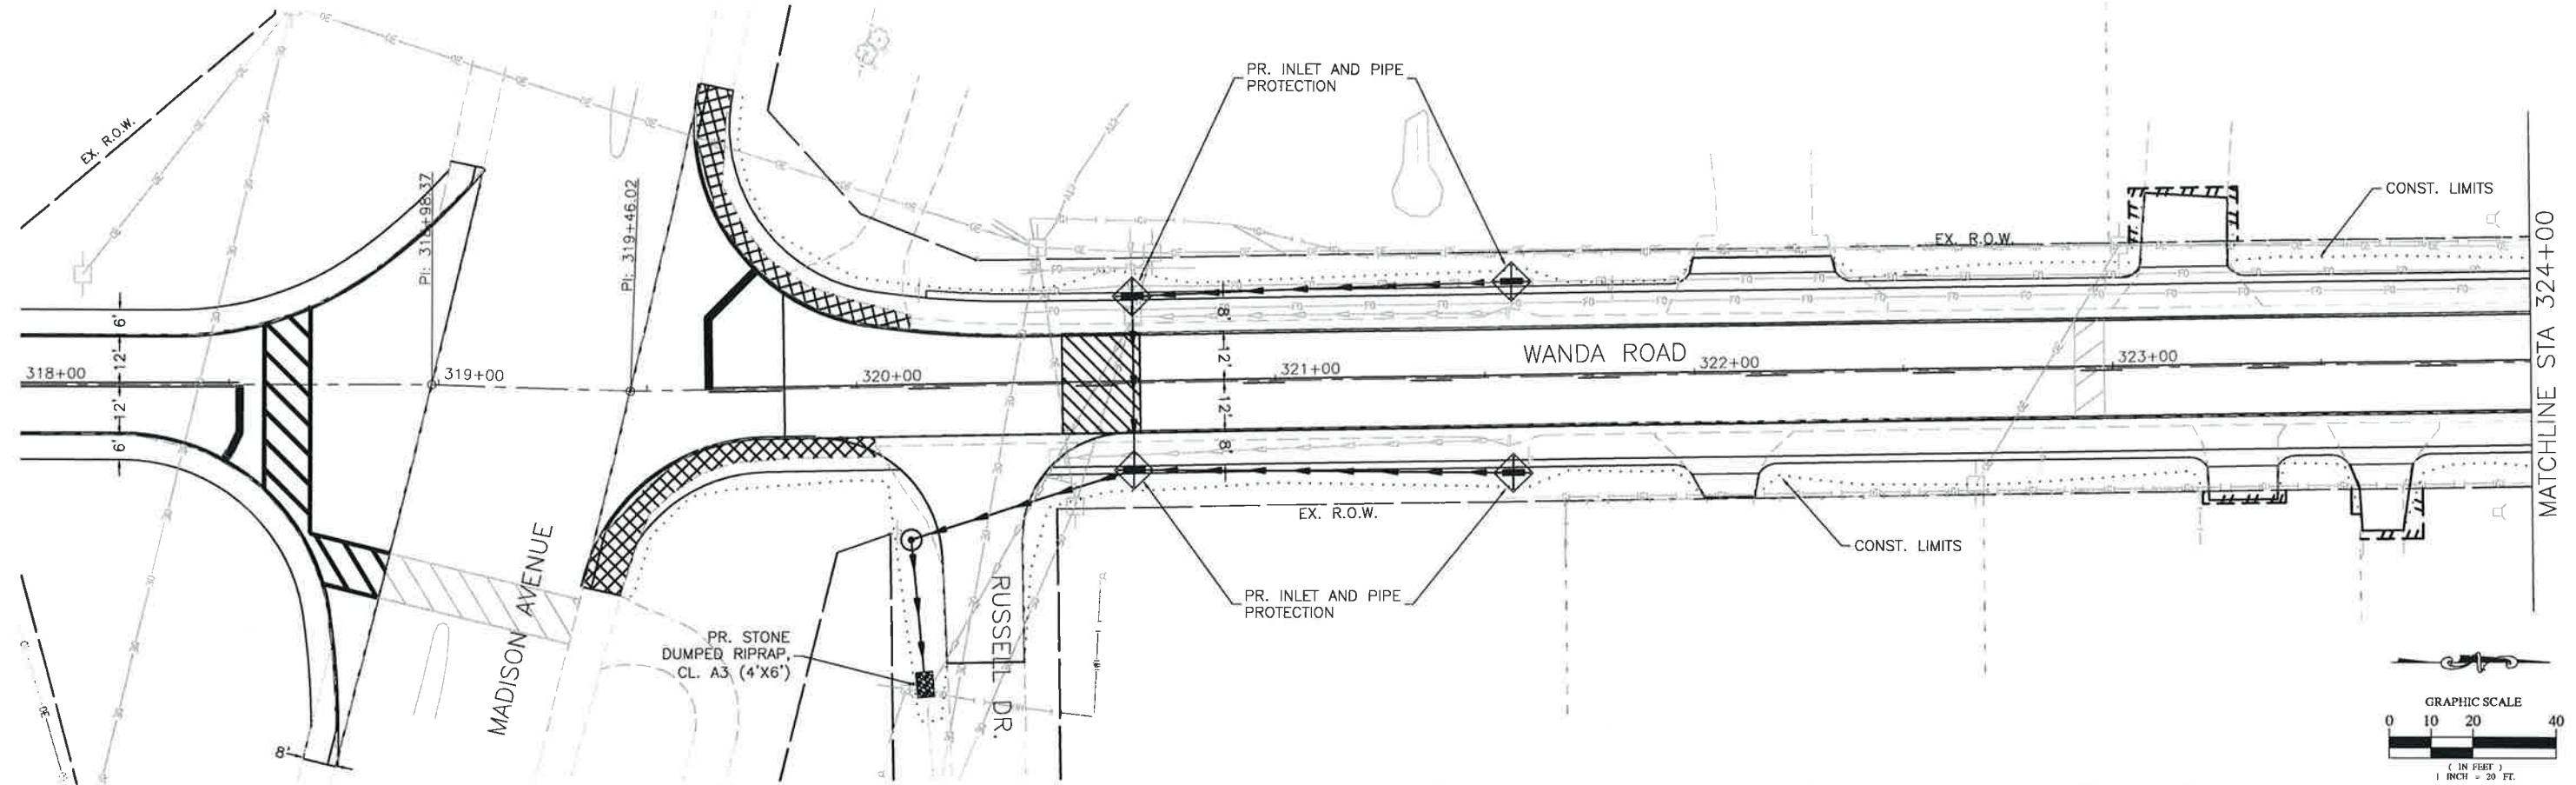 EX. R.O.W.
PI: 318+98.37
PI: 319+46.02
PR. INLET AND PIPE
PROTECTION
CONST. LIMITS
EX. R.O.W.
MATCHLINE STA 324+00
6'
12'
12'
6'
318+00
319+00
320+00
321+00
322+00
323+00
WANDA ROAD
8'
12'
12'
8'
EX. R.O.W.
CONST. LIMITS
PR. INLET AND PIPE
PROTECTION
MADISON AVENUE
RUSSELL DR.
PR. STONE
DUMPED RIPRAP,
CL. A3 (4'X6')
8'
GRAPHIC SCALE
0 10 20 40
( IN FEET )
1 INCH = 20 FT.